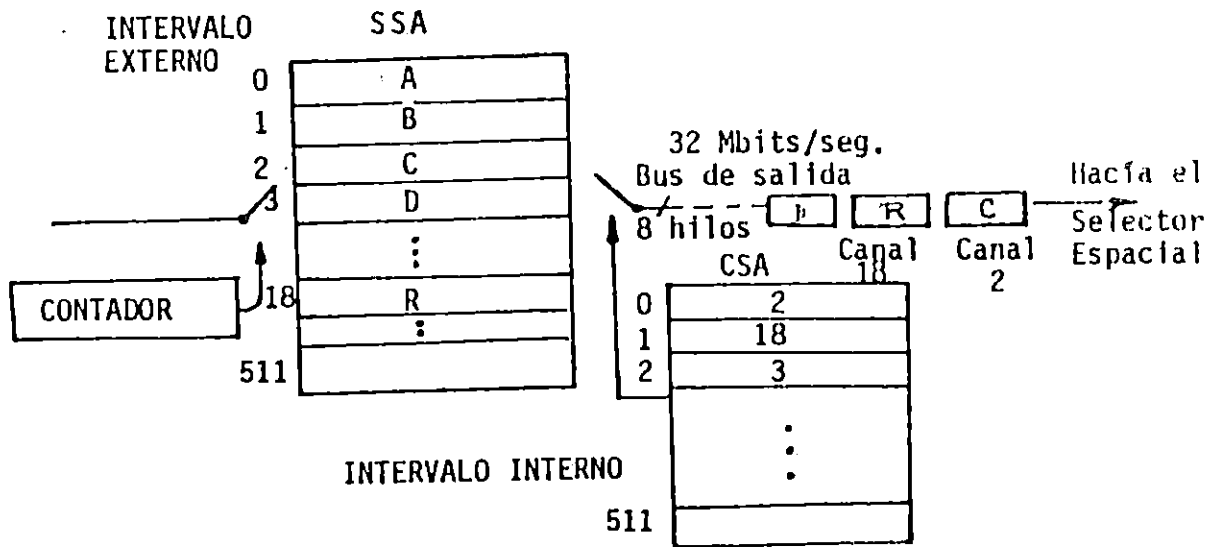 INTERVALO
EXTERNO
SSA
0 A
1 B
2 C
3 D
18 R
511
CONTADOR
32 Mbits/seg.
Bus de salida
8 hilos
R
C
Hacía el
Selector
Espacial
Canal
18
Canal
2
CSA
0 2
1 18
2 3
511
INTERVALO INTERNO